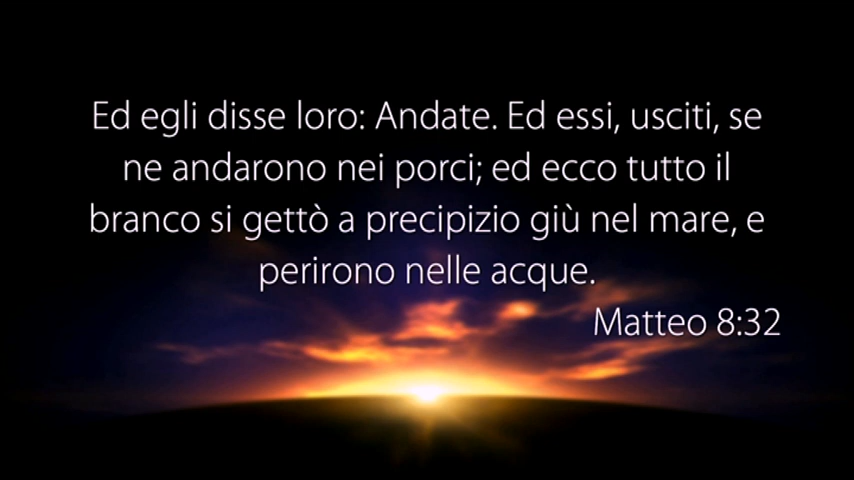 Ed egli disse loro: Andate. Ed essi, usciti, se
ne andarono nei porci; ed ecco tutto il
branco si gettò a precipizio giù nel mare, e
perirono nelle acque.
Matteo 8:32